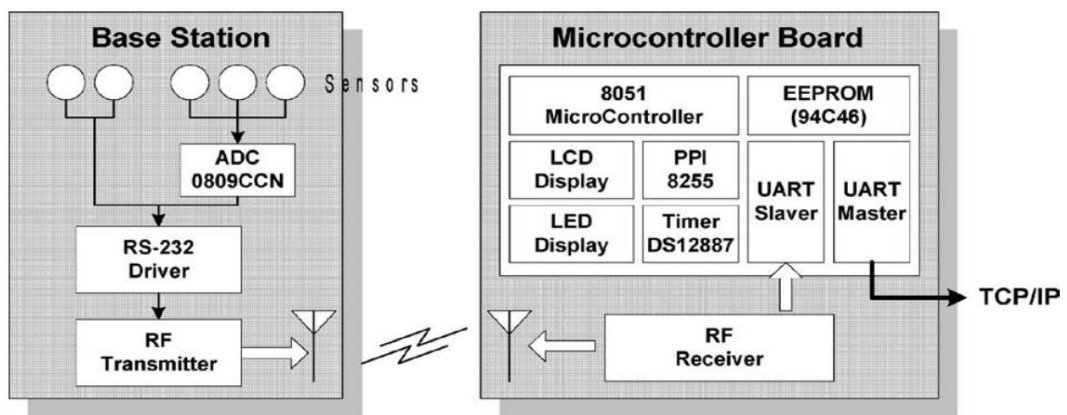 Base Station
Sensors
ADC
0809CCN
RS-232
Driver
RF
Transmitter
Microcontroller Board
8051
MicroController
EEPROM
(94C46)
LCD
Display
PPI
8255
UART
Slaver
UART
Master
LED
Display
Timer
DS12887
RF
Receiver
TCP/IP